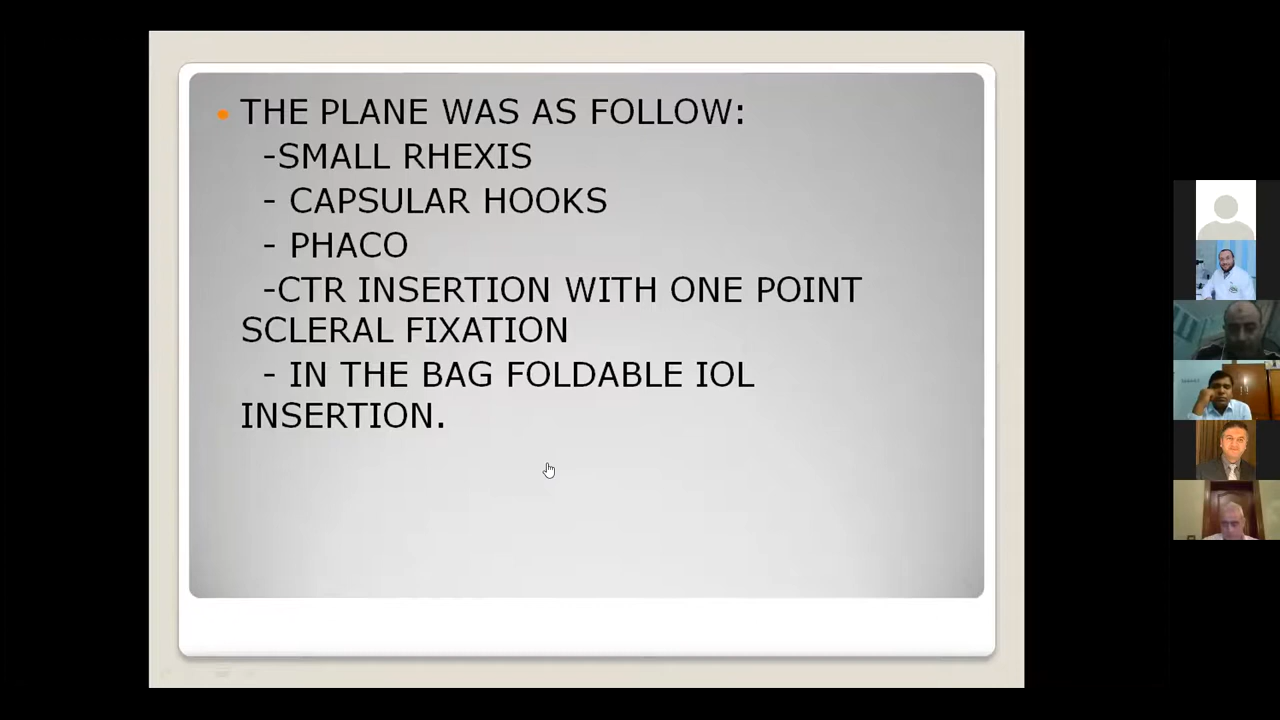 THE PLANE WAS AS FOLLOW:
-SMALL RHEXIS
- CAPSULAR HOOKS
- PHACO
-CTR INSERTION WITH ONE POINT
SCLERAL FIXATION
- IN THE BAG FOLDABLE IOL
INSERTION.